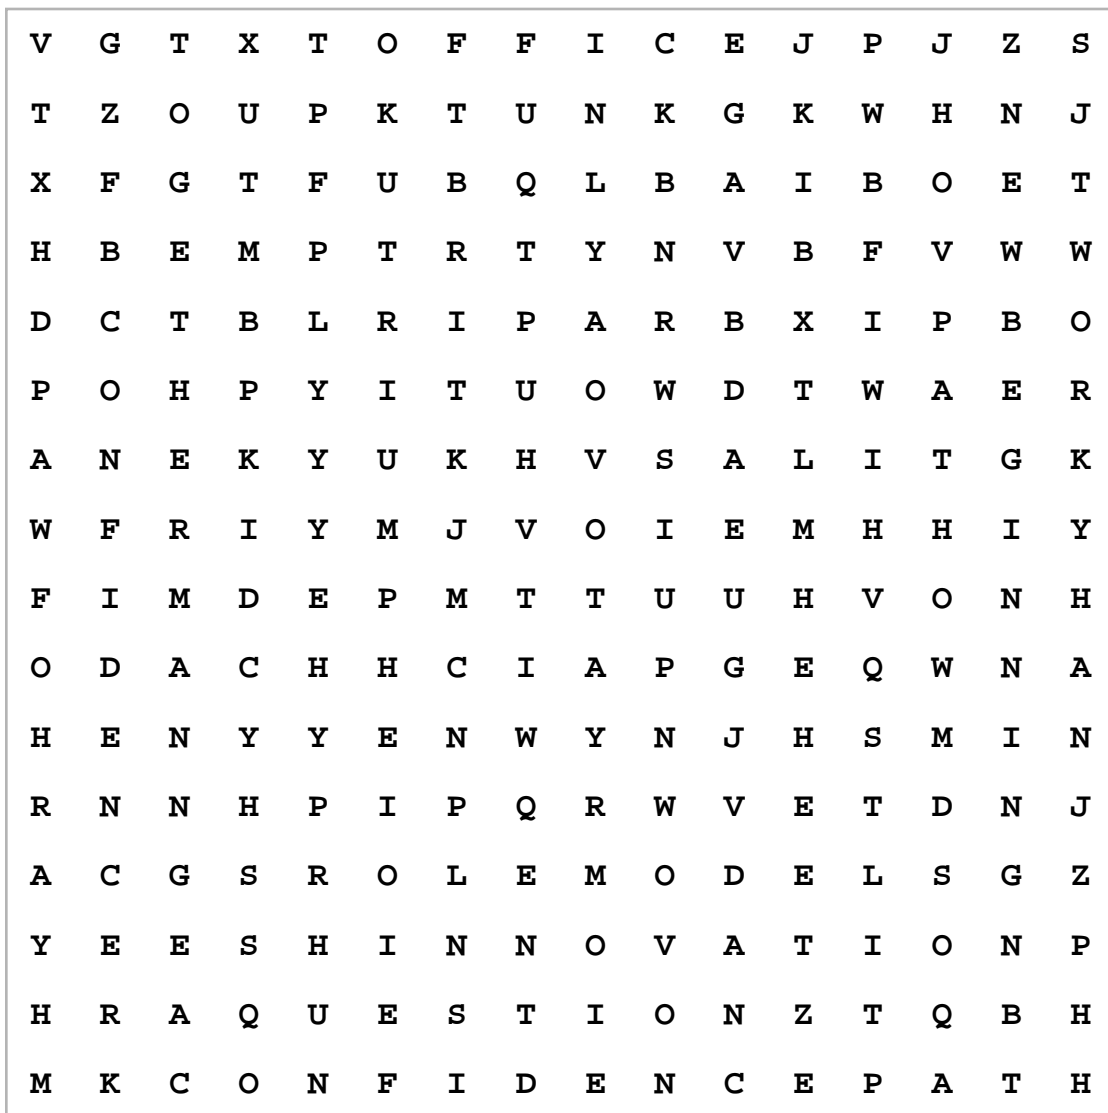 V G T X T O F F I C E J P J Z S
T Z O U P K T U N K G K W H N J
X F G T F U B Q L B A I B O E T
H B E M P T R T Y N V B F V W W
D C T B L R I P A R B X I P B O
P O H P Y I T U O W D T W A E R
A N E K Y U K H V S A L I T G K
W F R I Y M J V O I E M H H I Y
F I M D E P M T T U U H V O N H
O D A C H H C I A P G E Q W N A
H E N Y Y E N W Y N J H S M I N
R N N H P I P Q R W V E T D N J
A C G S R O L E M O D E L S G Z
Y E E S H I N N O V A T I O N P
H R A Q U E S T I O N Z T Q B H
M K C O N F I D E N C E P A T H